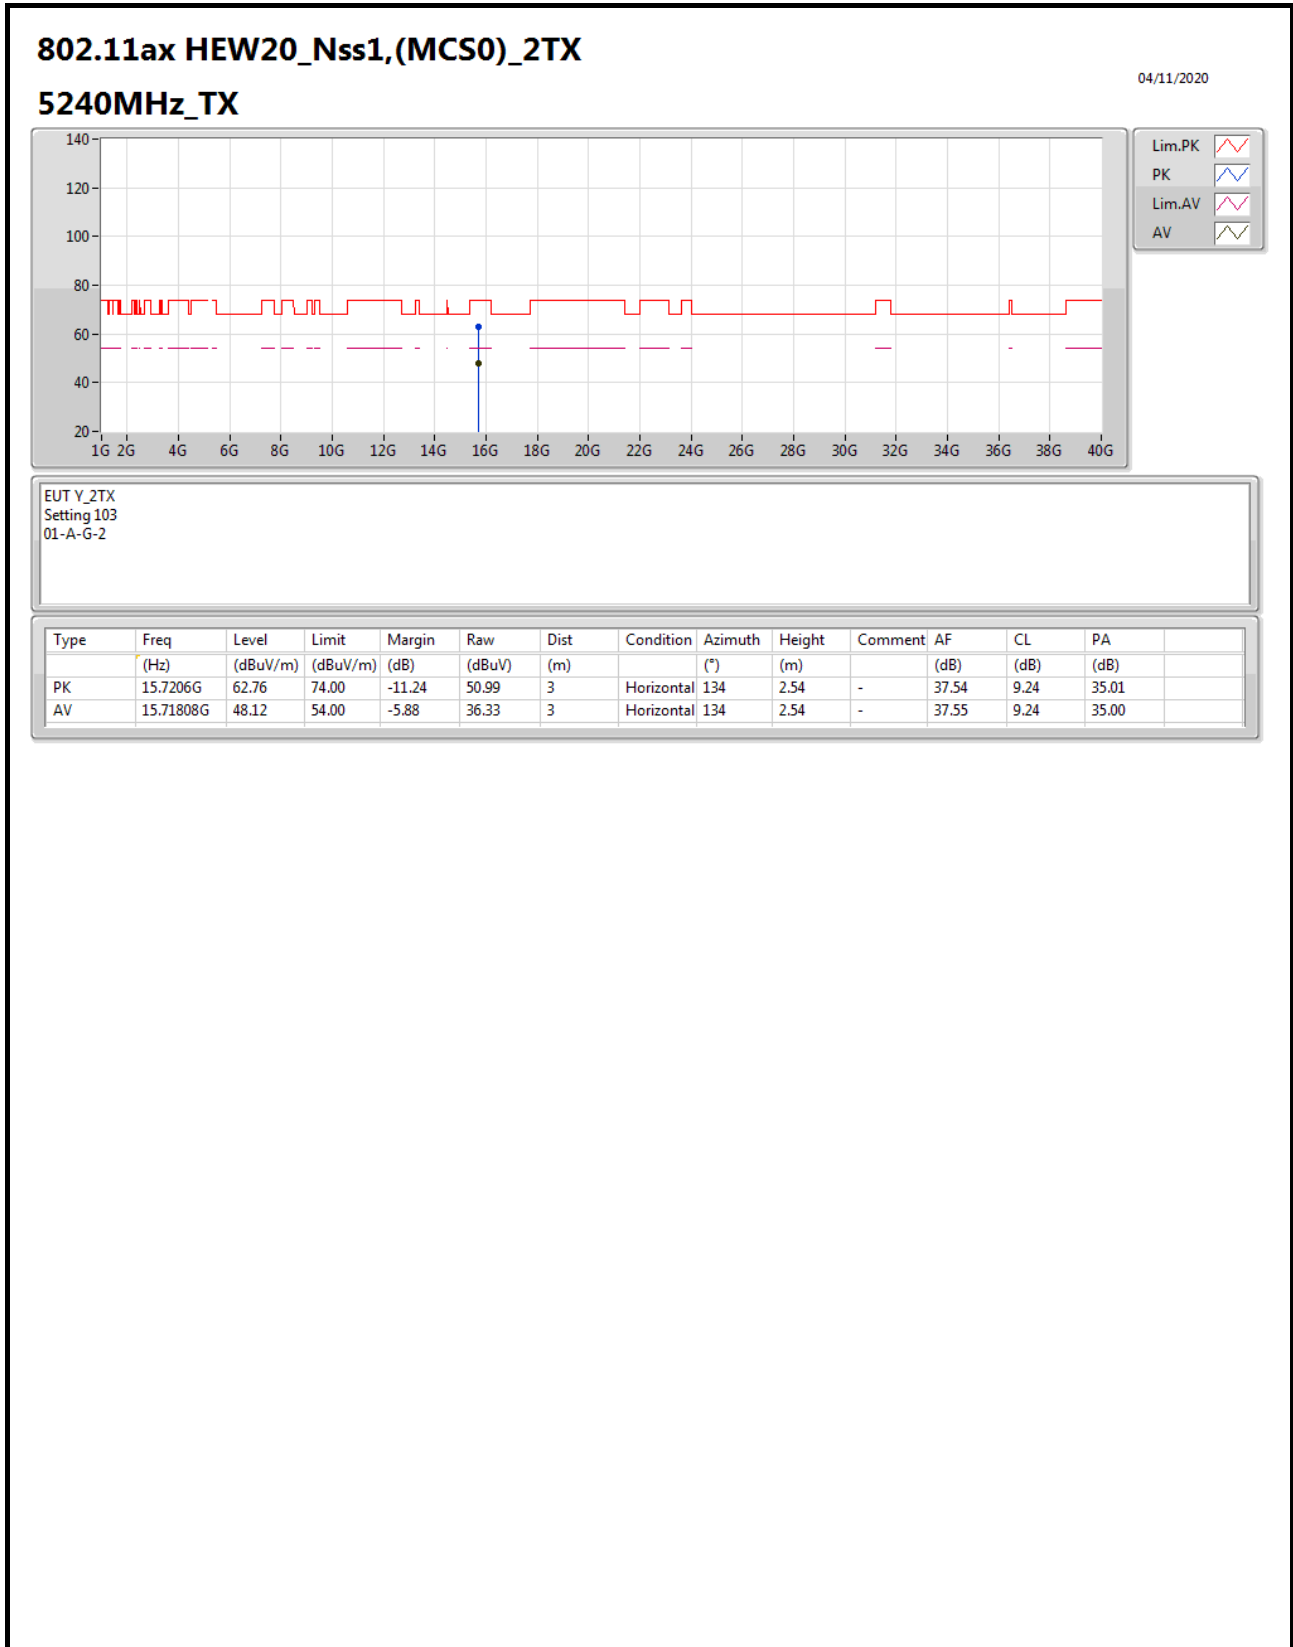 802.11ax HEW20_Nss1,(MCS0)_2TX
04/11/2020
5240MHz_TX
140
120
100
80
60
40
20
1G 2G 4G 6G 8G 10G 12G 14G 16G 18G 20G 22G 24G 26G 28G 30G 32G 34G 36G 38G 40G
Lim.PK
PK
Lim.AV
AV
EUT Y_2TX
Setting 103
01-A-G-2
Type Freq Level Limit Margin Raw Dist Condition Azimuth Height Comment AF CL PA
(Hz) (dBuV/m) (dBuV/m) (dB) (dBuV) (m) (°) (m) (dB) (dB) (dB)
PK 15.7206G 62.76 74.00 -11.24 50.99 3 Horizontal 134 2.54 - 37.54 9.24 35.01
AV 15.71808G 48.12 54.00 -5.88 36.33 3 Horizontal 134 2.54 - 37.55 9.24 35.00